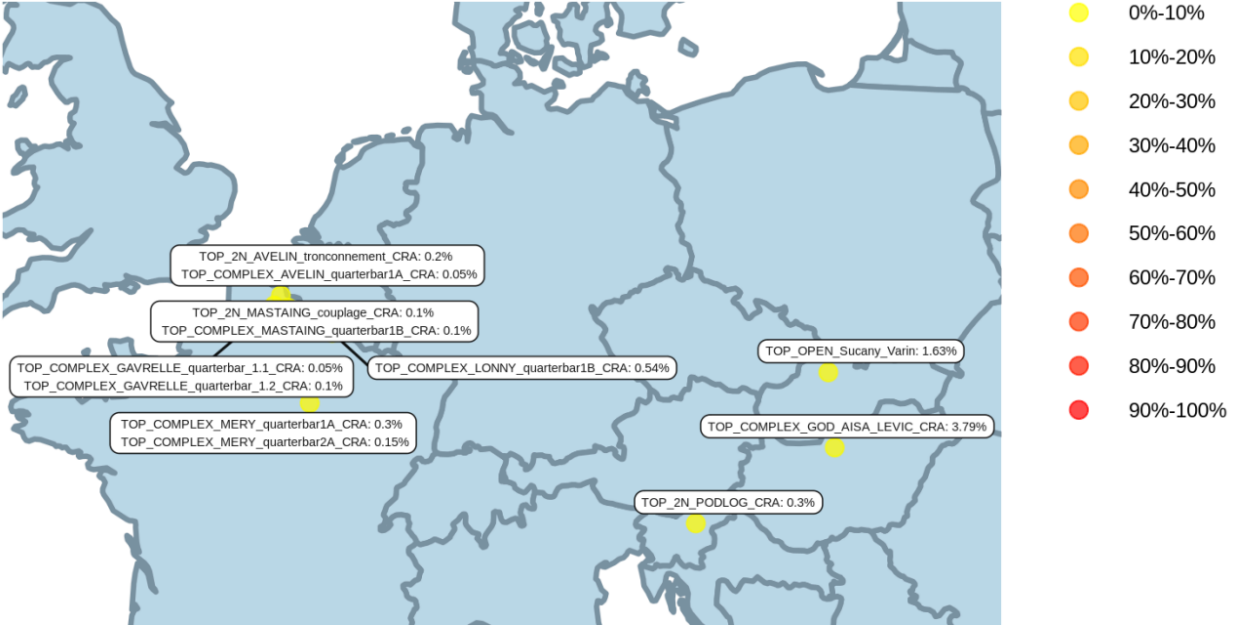 TOP_2N_AVELIN_tronconnement_CRA: 0.2%
TOP_COMPLEX_AVELIN_quarterbar1A_CRA: 0.05%
TOP_2N_MASTAING_couplage_CRA: 0.1%
TOP_COMPLEX_MASTAING_quarterbar1B_CRA: 0.1%
TOP_COMPLEX_GAVRELLE_quarterbar_1.1_CRA: 0.05%
TOP_COMPLEX_GAVRELLE_quarterbar_1.2_CRA: 0.1%
TOP_COMPLEX_LONNY_quarterbar1B_CRA: 0.54%
TOP_COMPLEX_MERY_quarterbar1A_CRA: 0.3%
TOP_COMPLEX_MERY_quarterbar2A_CRA: 0.15%
TOP_OPEN_Sucany_Varin: 1.63%
TOP_COMPLEX_GOD_AISA_LEVIC_CRA: 3.79%
TOP_2N_PODLOG_CRA: 0.3%
0%-10%
10%-20%
20%-30%
30%-40%
40%-50%
50%-60%
60%-70%
70%-80%
80%-90%
90%-100%